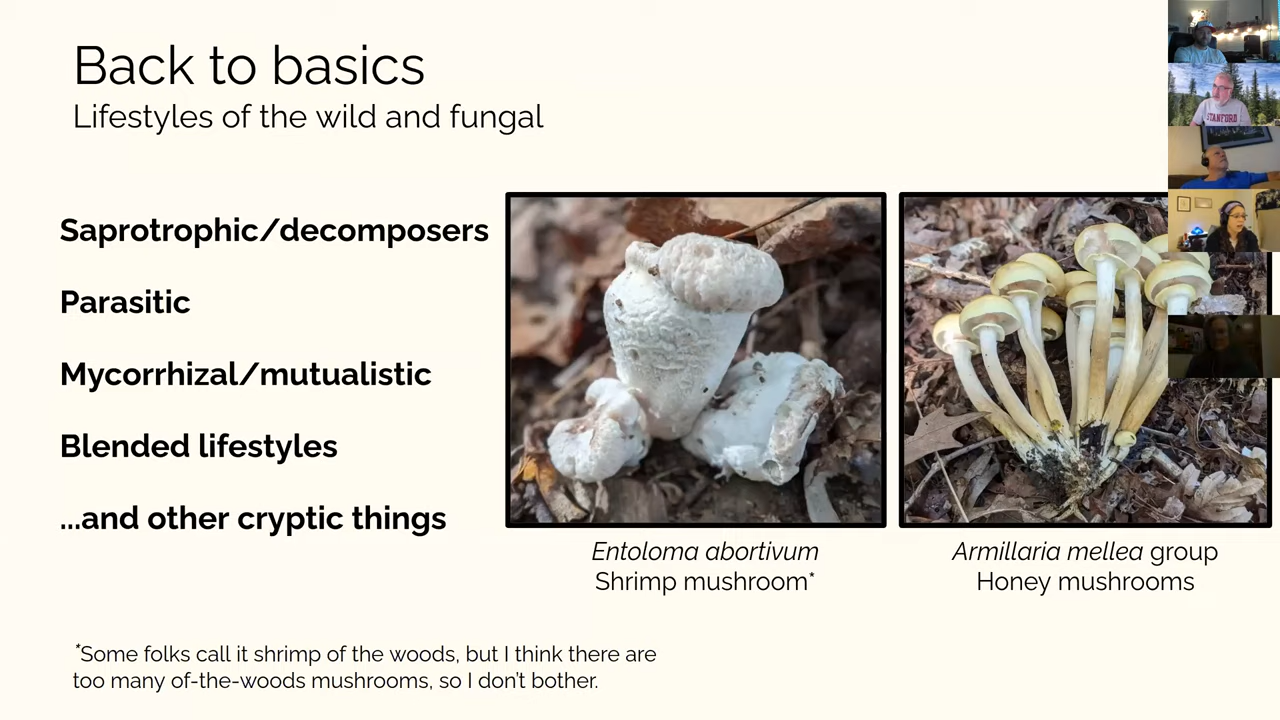 Back to basics
Lifestyles of the wild and fungal
Saprotrophic/decomposers
Parasitic
Mycorrhizal/mutualistic
Blended lifestyles
...and other cryptic things
Entoloma abortivum
Shrimp mushroom*
Armillaria mellea group
Honey mushrooms
*Some folks call it shrimp of the woods, but I think there are
too many of-the-woods mushrooms, so I don't bother.
STANFORD